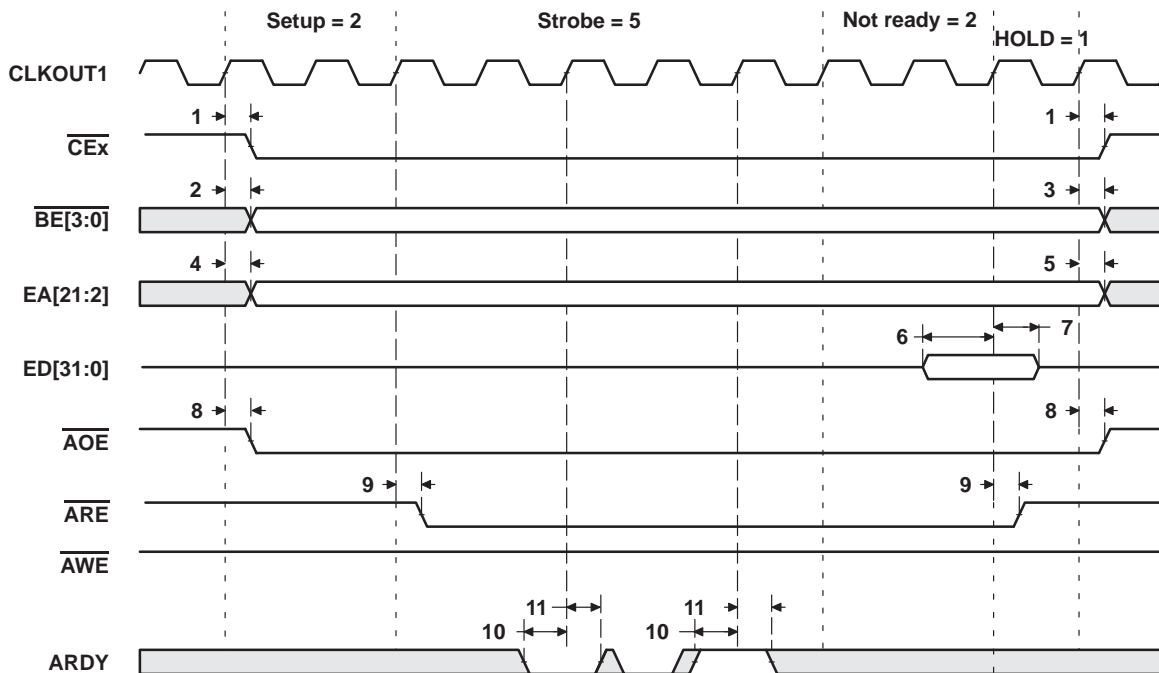 Setup = 2
Strobe = 5
Not ready = 2
HOLD = 1
CLKOUT1
1
1
CEx
2
3
BE[3:0]
4
5
EA[21:2]
6
7
ED[31:0]
8
8
AOE
9
9
ARE
AWE
11
11
10
10
ARDY